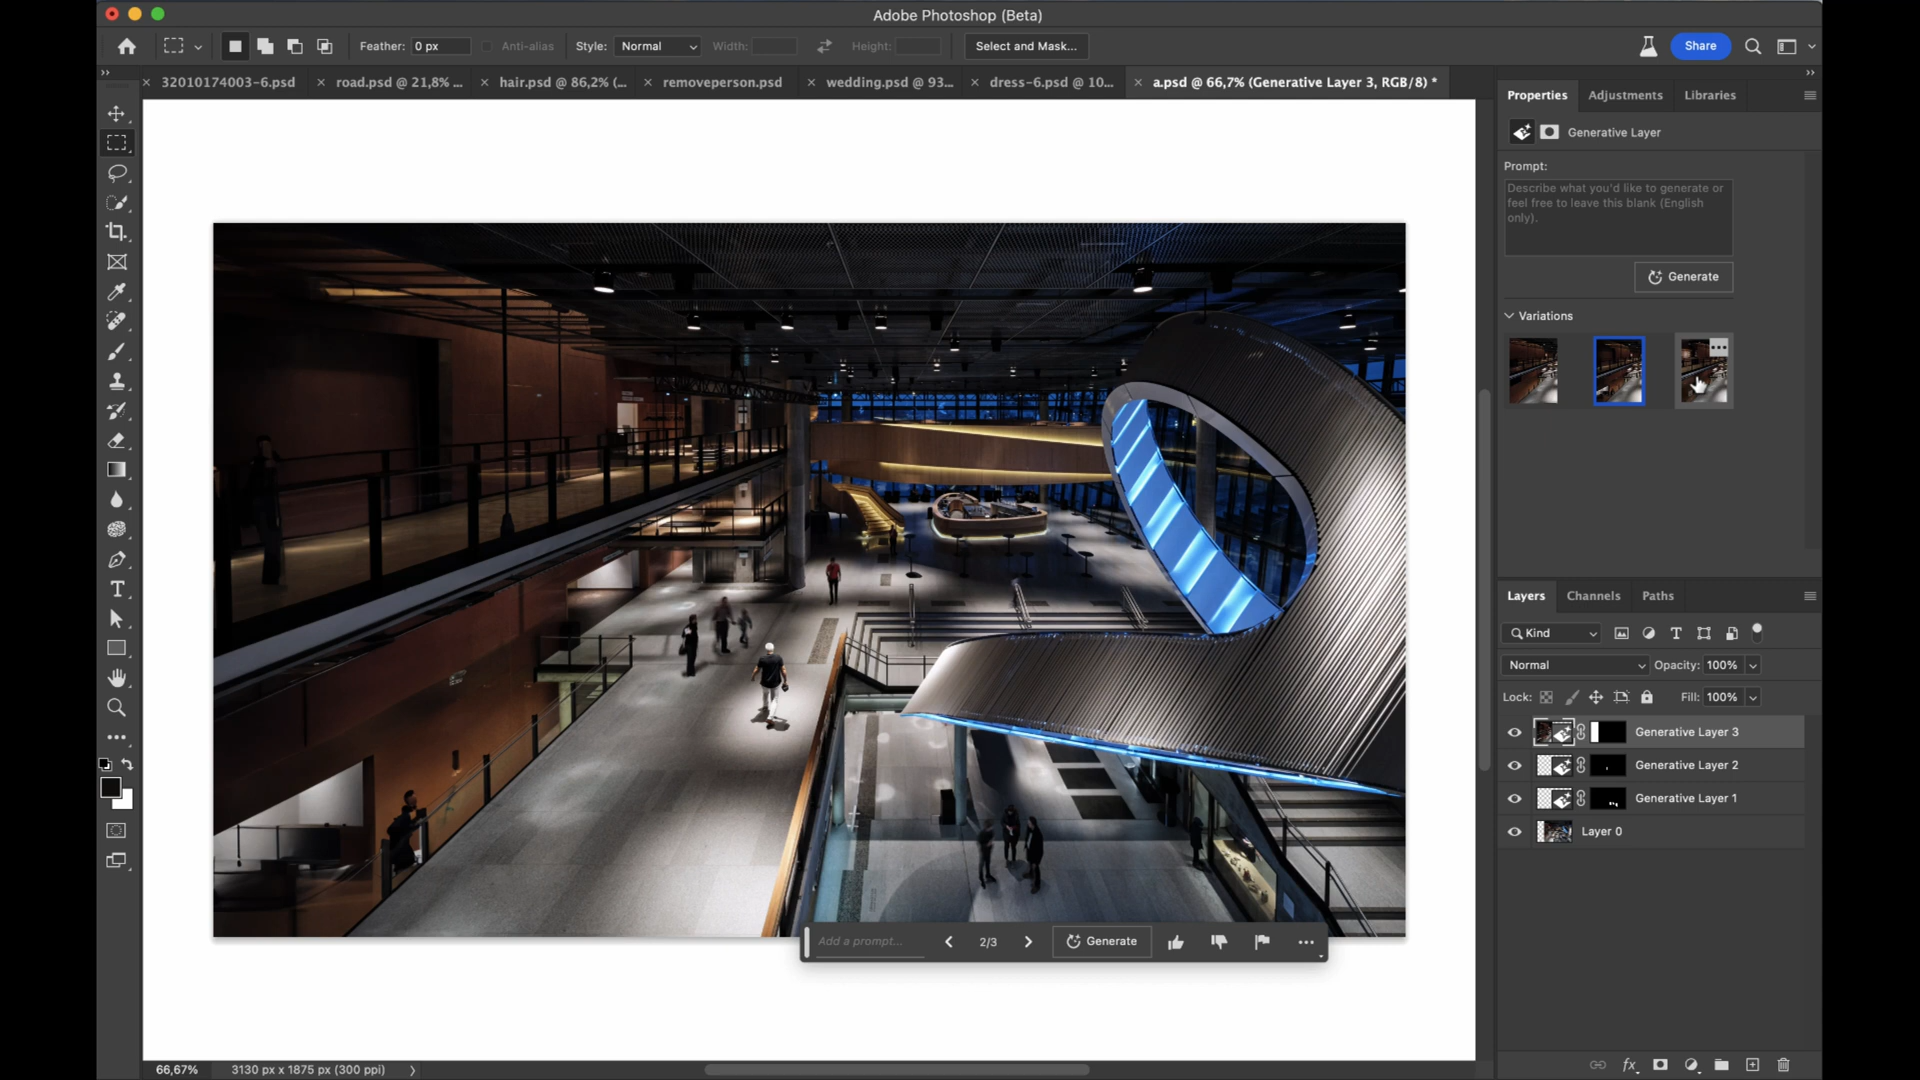 Adobe Photoshop (Beta)
Feather: 0 px Anti-alias Style: Normal Width: Height: Select and Mask... Share
32010174003-6.psd road.psd @ 21,8% ... hair.psd @ 86,2% (... removeperson.psd wedding.psd @ 93... dress-6.psd @ 10... a.psd @ 66,7% (Generative Layer 3, RGB/8) *
Properties Adjustments Libraries
Generative Layer
Prompt:
Describe what you'd like to generate or
feel free to leave this blank (English
only).
Generate
Variations
Layers Channels Paths
Kind
Normal Opacity: 100%
Lock: Fill: 100%
Generative Layer 3
Generative Layer 2
Generative Layer 1
Layer 0
Add a prompt... 2/3 Generate
66,67% 3130 px x 1875 px (300 ppi)
fx